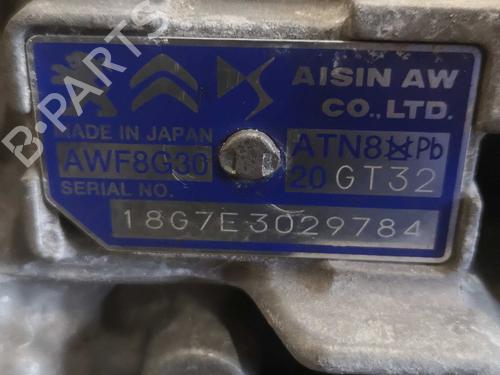 AISIN AW
CO.,LTD.
MADE IN JAPAN
AWF8G30
ATN8 Pb
SERIAL NO.
20 GT32
18G7E3029784
B-PARTS